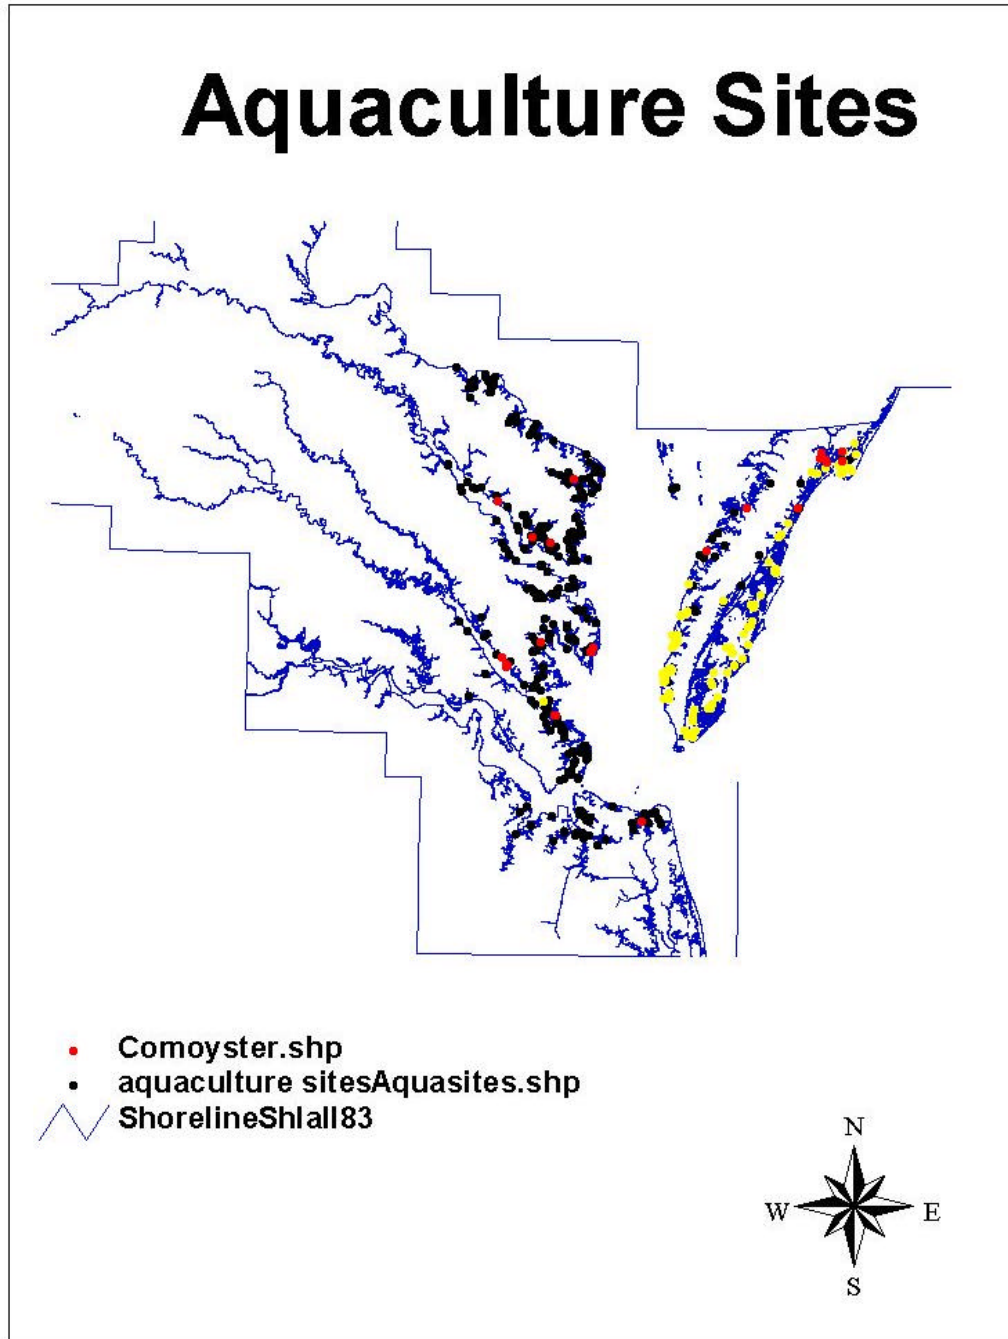 Aquaculture Sites
Comoyster.shp
aquaculture sitesAquasites.shp
ShorelineShlall83
N
W E
S